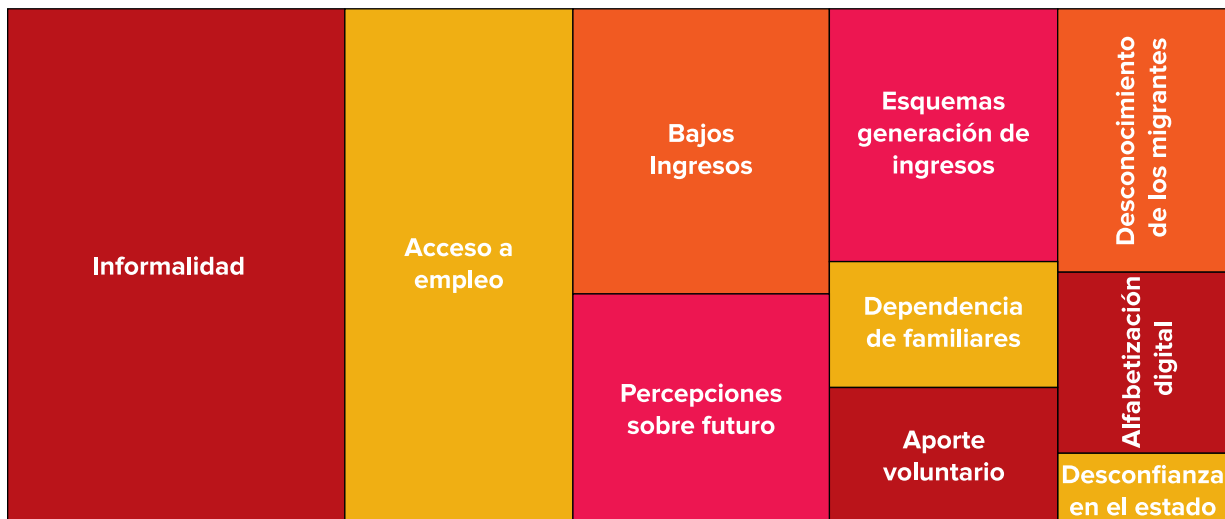 Informalidad
Acceso a
empleo
Bajos
Ingresos
Percepciones
sobre futuro
Esquemas
generación de
ingresos
Dependencia
de familiares
Aporte
voluntario
Desconocimiento
de los migrantes
Alfabetización
digital
Desconfianza
en el estado